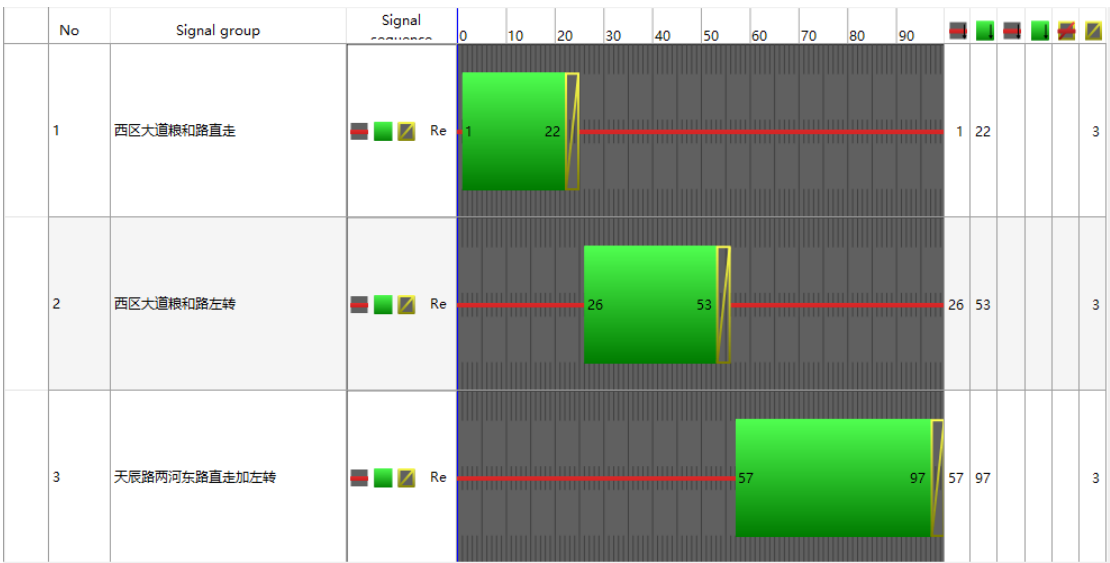 No Signal group Signal sequence 0 10 20 30 40 50 60 70 80 90
1 西区大道粮和路直走 Re 1 22 1 22 3
2 西区大道粮和路左转 Re 26 53 26 53 3
3 天辰路两河东路直走加左转 Re 57 97 57 97 3